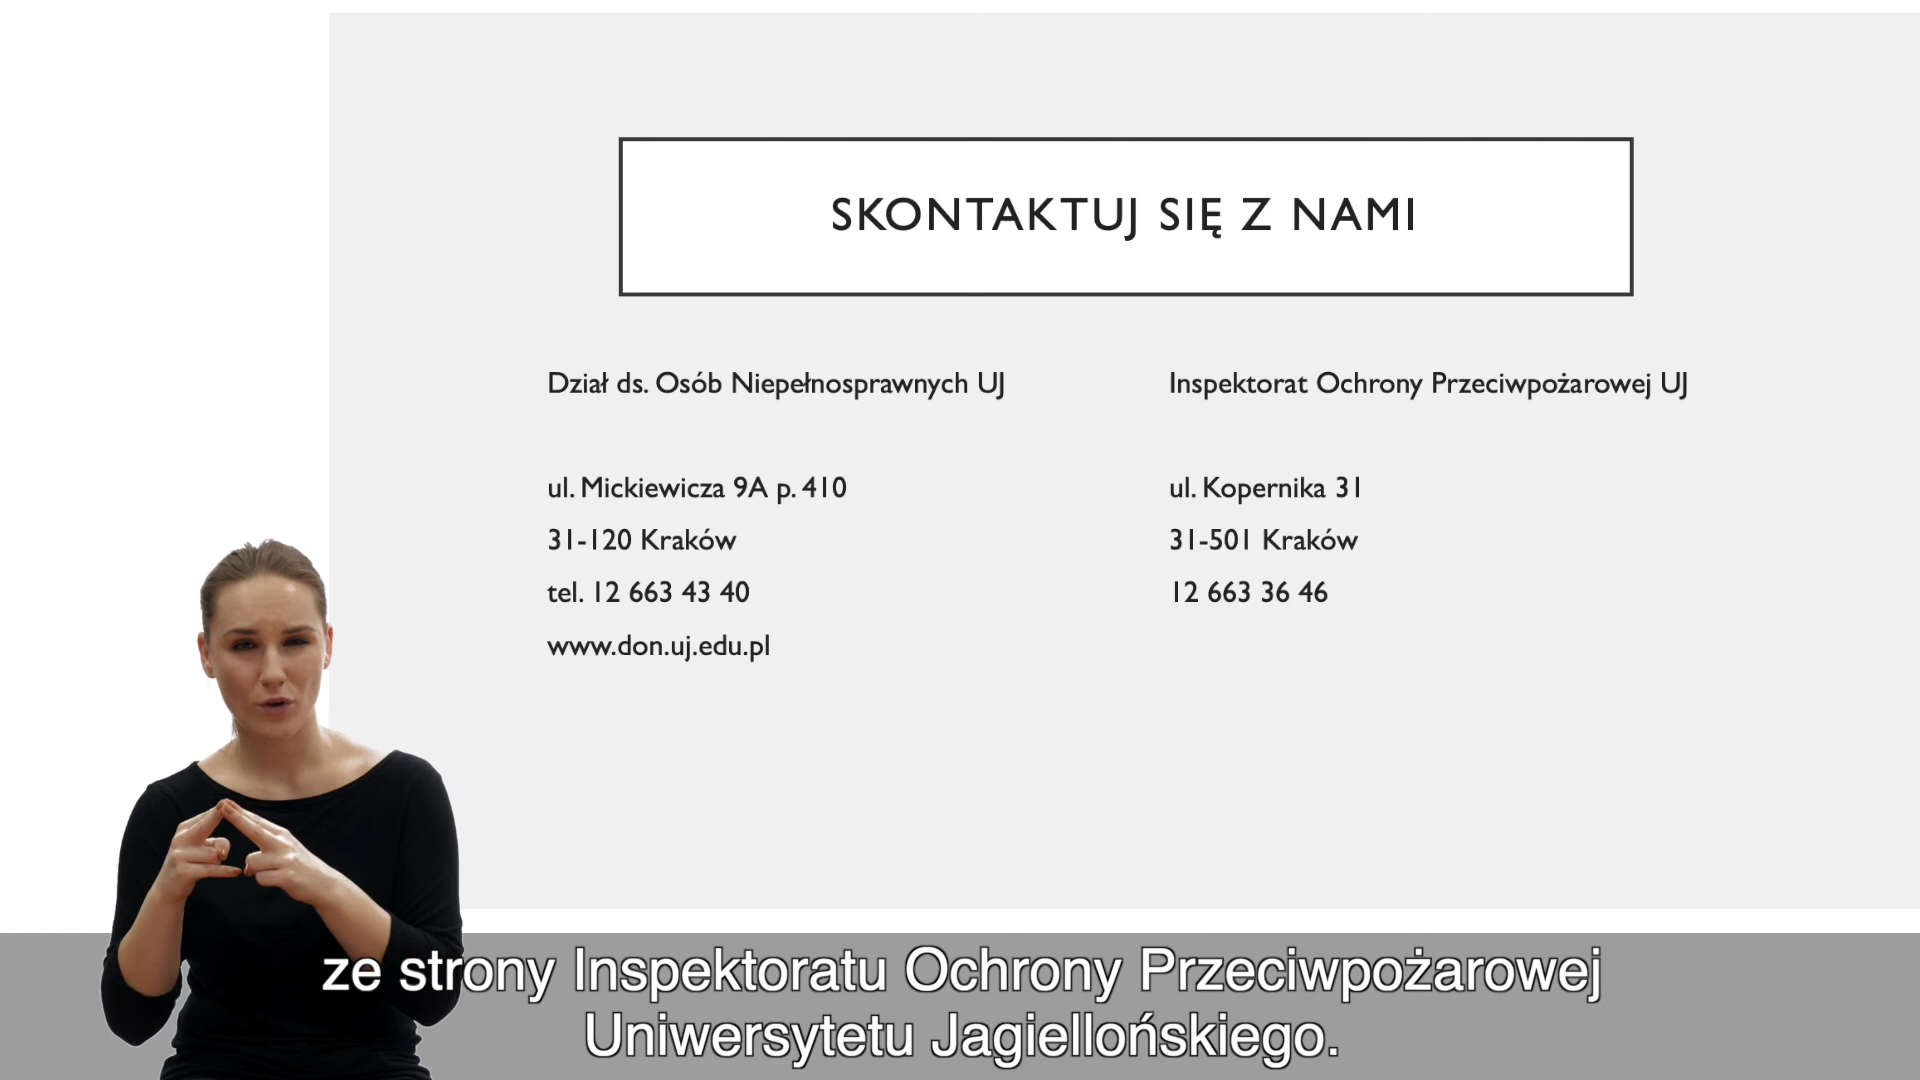 SKONTAKTUJ SIĘ Z NAMI
Dział ds. Osób Niepełnosprawnych UJ
ul. Mickiewicza 9A p. 410
31-120 Kraków
tel. 12 663 43 40
www.don.uj.edu.pl
Inspektorat Ochrony Przeciwpożarowej UJ
ul. Kopernika 31
31-501 Kraków
12 663 36 46
ze strony Inspektoratu Ochrony Przeciwpożarowej
Uniwersytetu Jagiellońskiego.